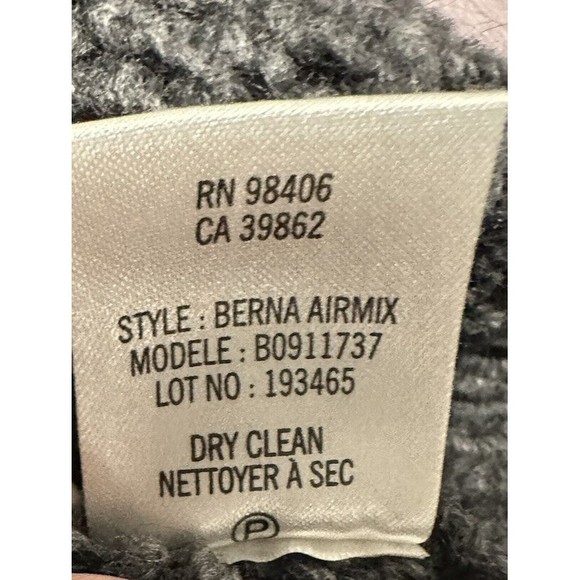 RN 98406
CA 39862
STYLE : BERNA AIRMIX
MODELE : B0911737
LOT NO : 193465
DRY CLEAN
NETTOYER À SEC
P